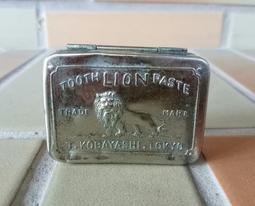 TOOTH LION PASTE
TRADE MARK
T. KOBAYASHI. TOKYO.